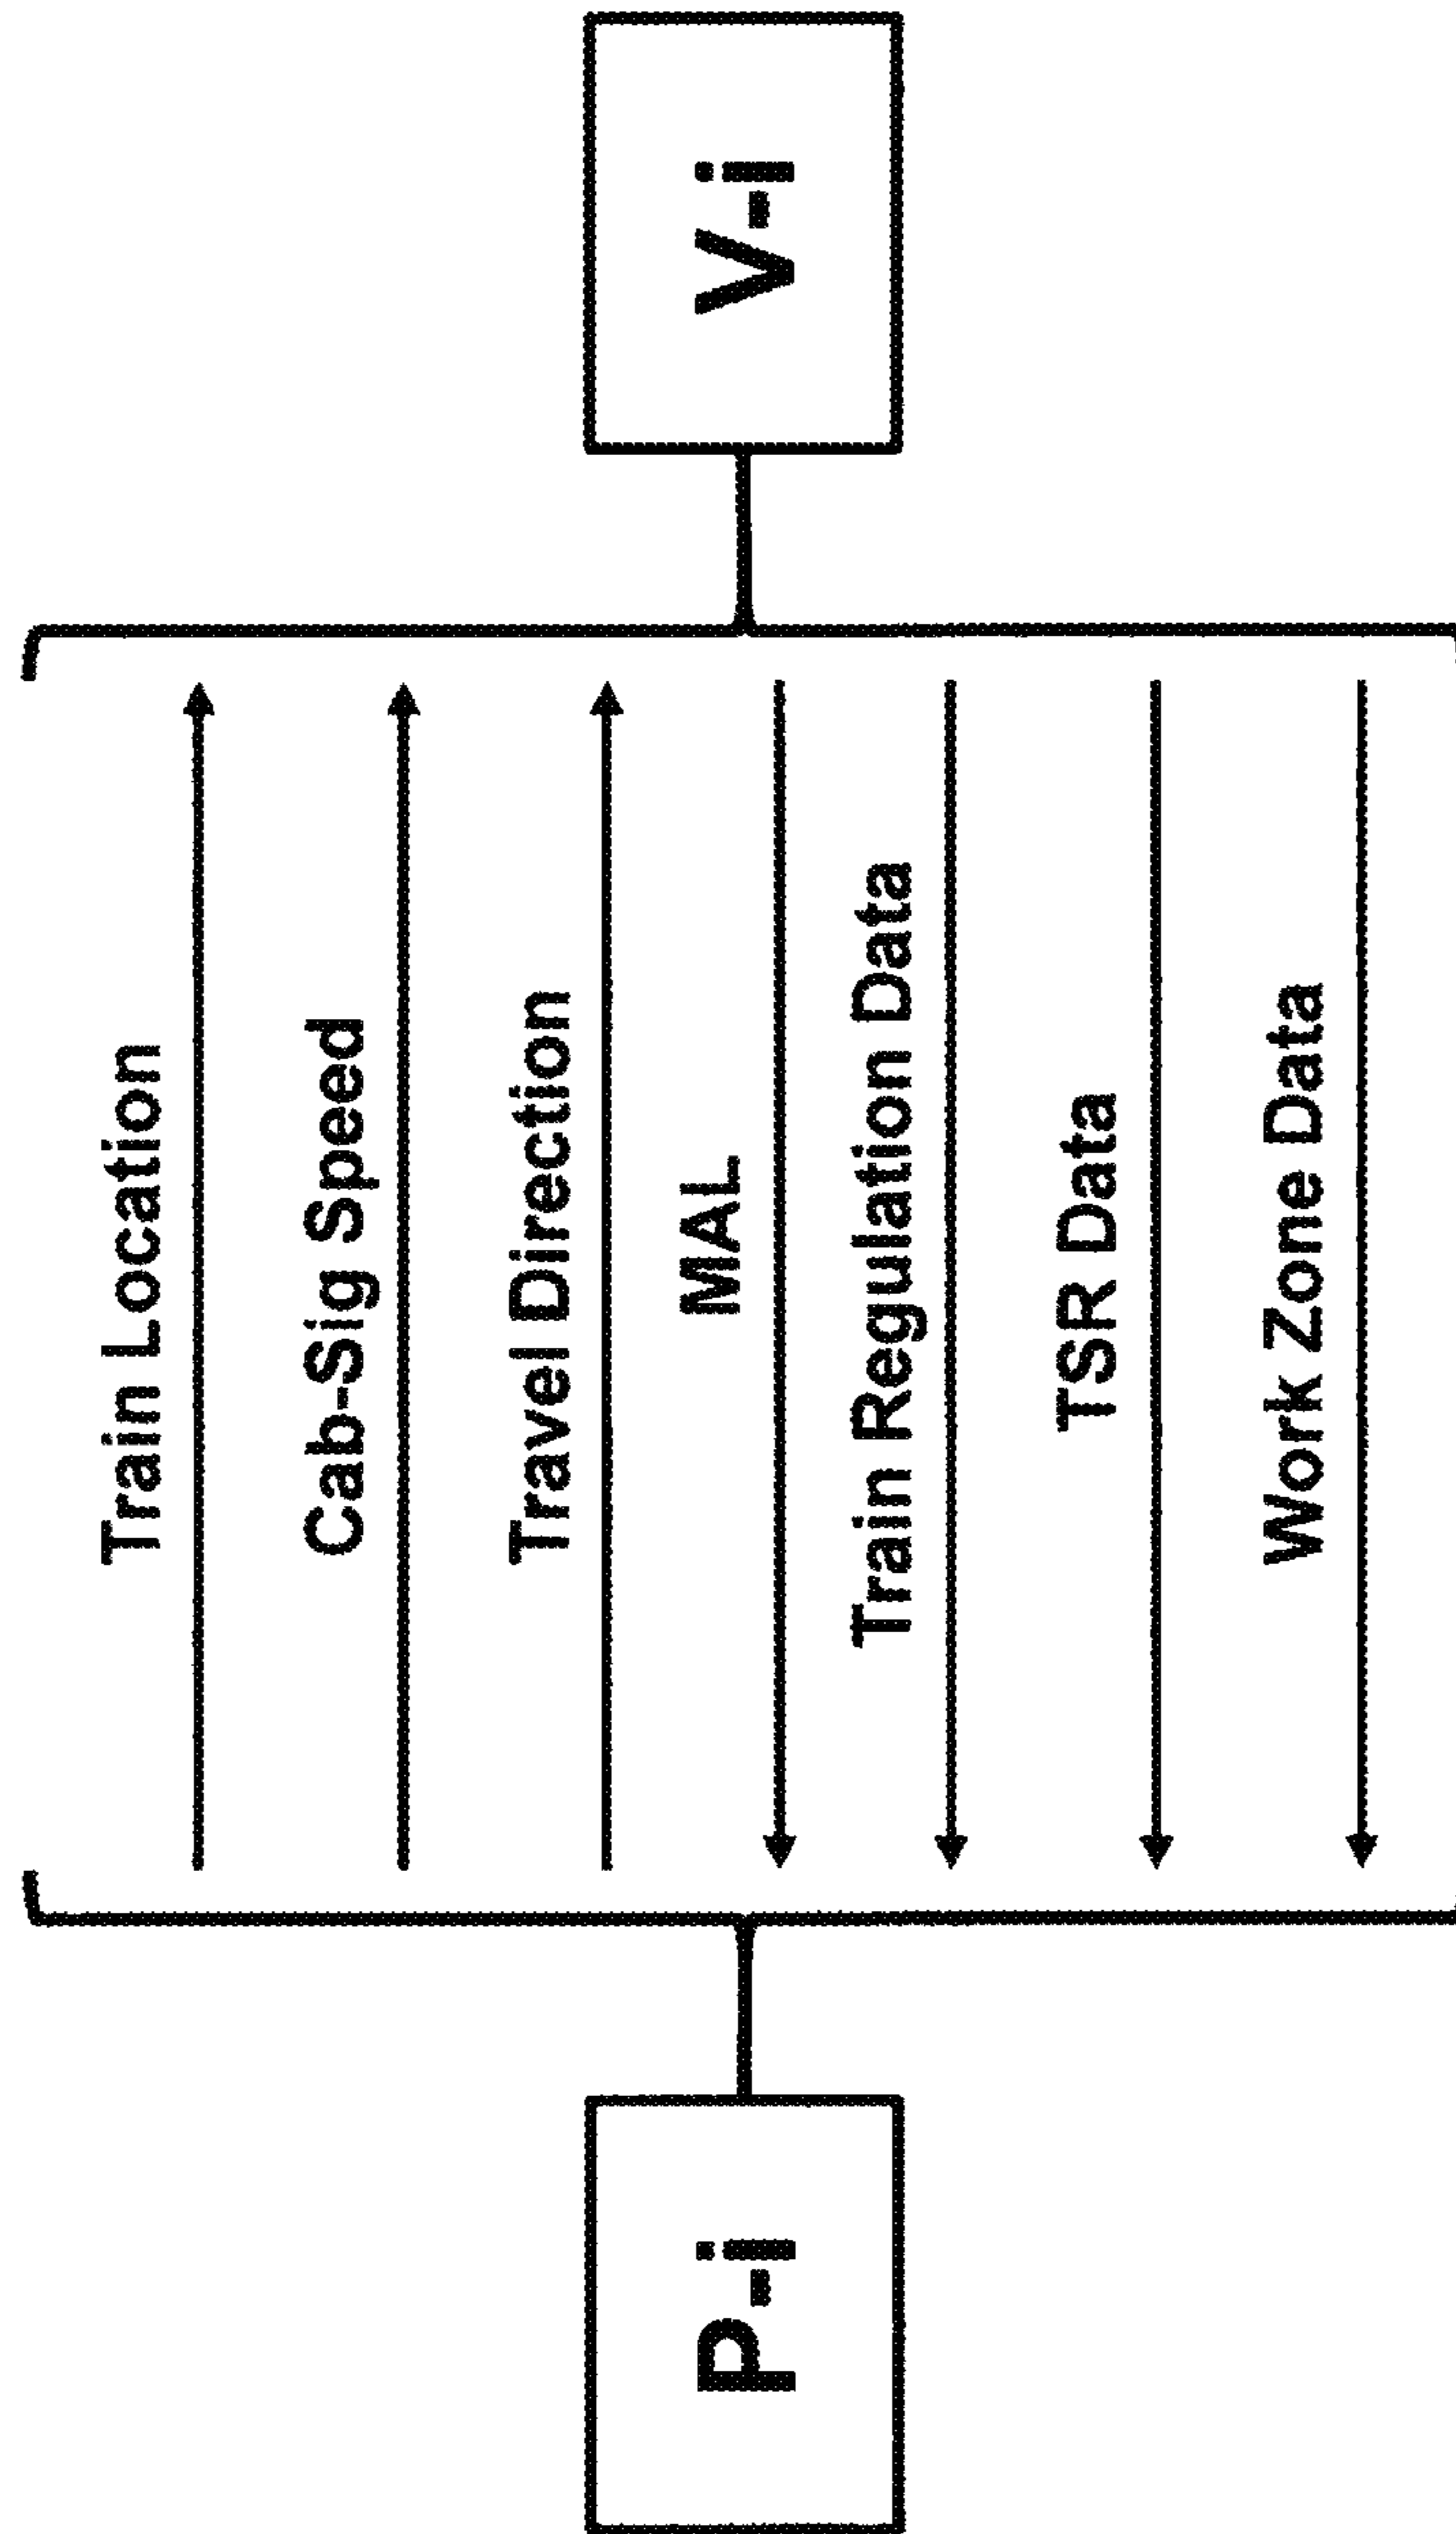 P-i
Train Location
Cab-Sig Speed
Travel Direction
MAL
Train Regulation Data
TSR Data
Work Zone Data
V-i